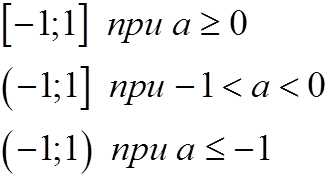 [−1;1] при a ≥ 0
(−1;1] при −1 < a < 0
(−1;1) при a ≤ −1